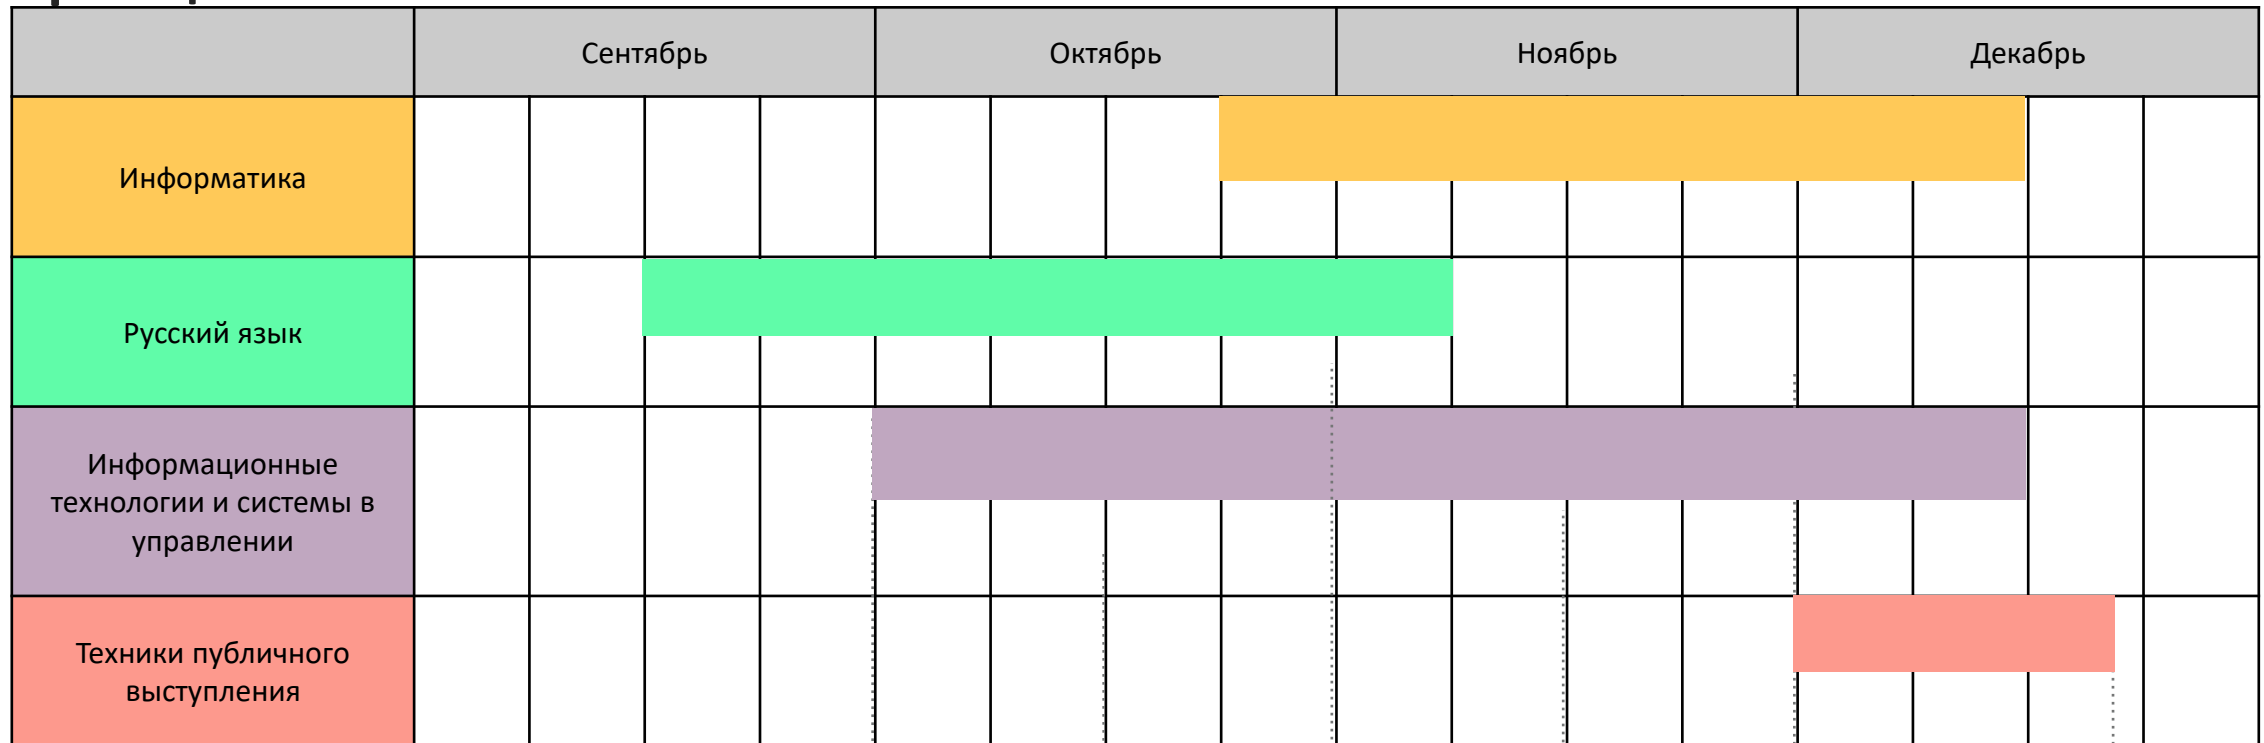 Сентябрь
Октябрь
Ноябрь
Декабрь
Информатика
Русский язык
Информационные
технологии и системы в
управлении
Техники публичного
выступления